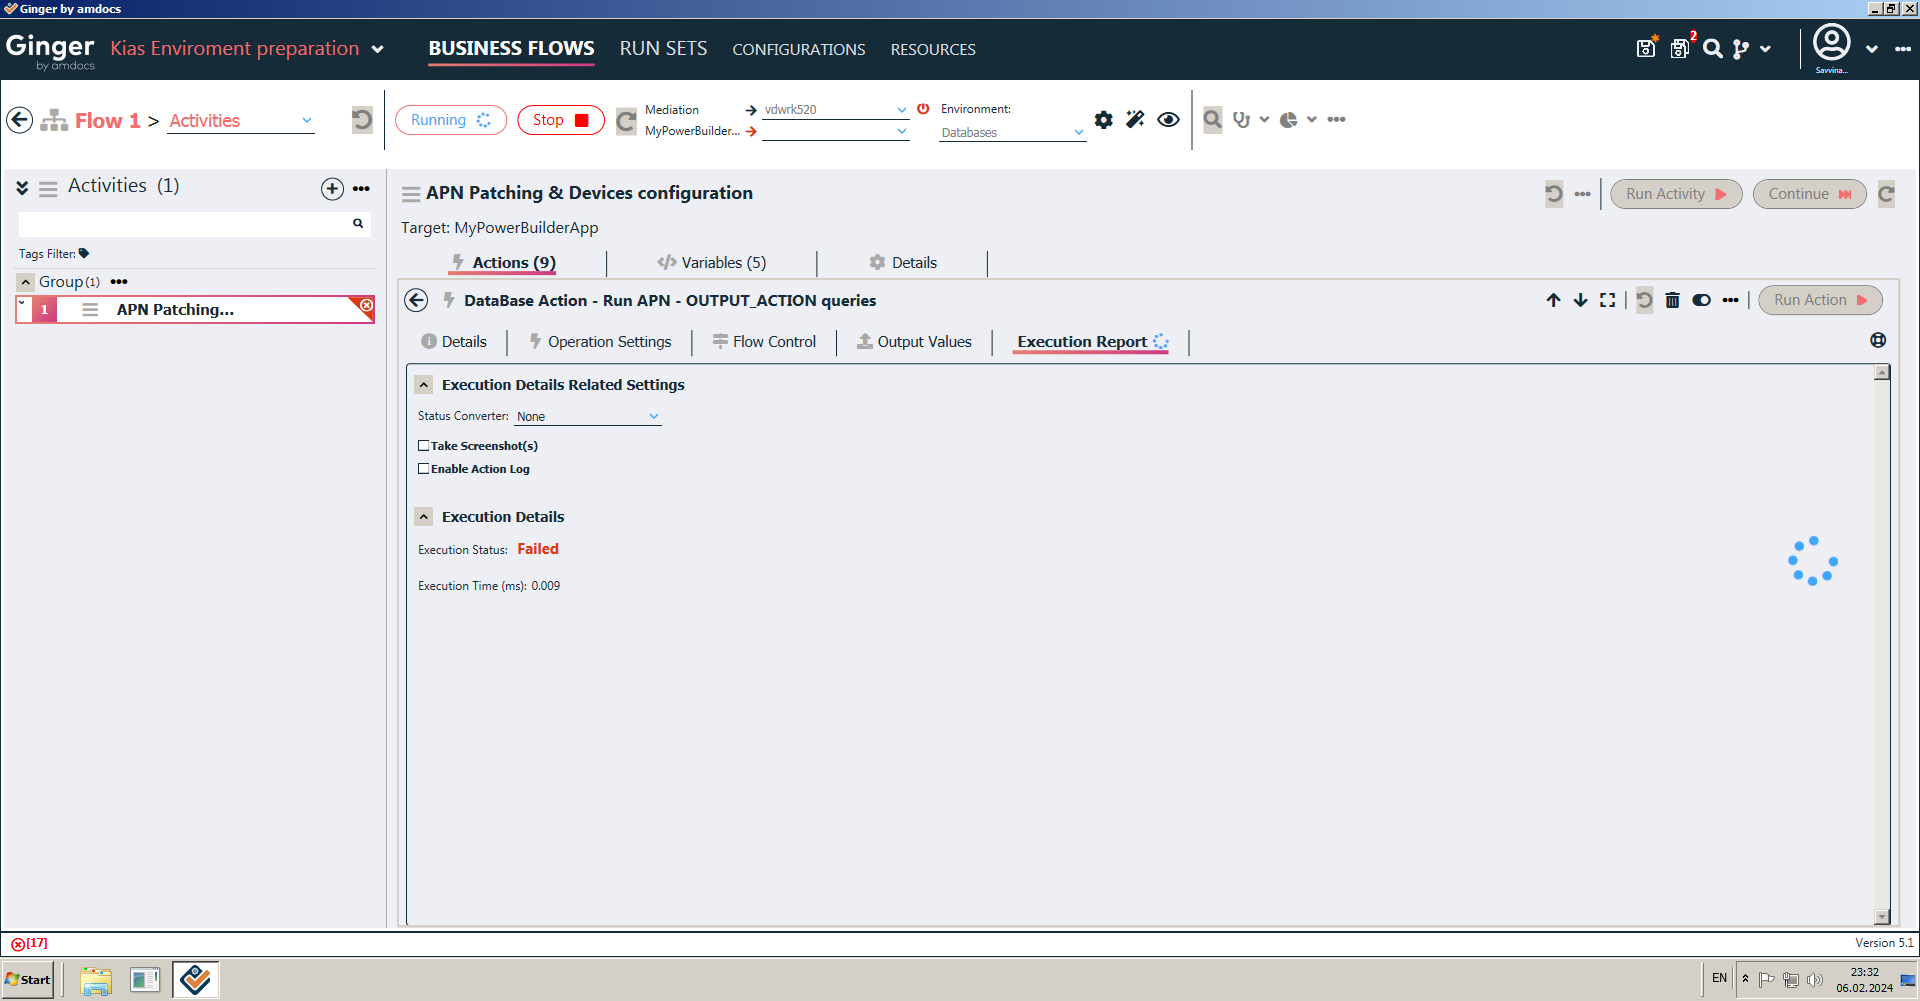 Ginger by amdocs
Ginger
by amdocs
Kias Enviroment preparation
BUSINESS FLOWS
RUN SETS
CONFIGURATIONS
RESOURCES
2
Savvina...
Flow 1 > Activities
Running
Stop
Mediation
vdwrk520
MyPowerBuilder...
Environment:
Databases
Activities (1)
Tags Filter:
Group(1)
1
APN Patching...
APN Patching & Devices configuration
Run Activity
Continue
Target: MyPowerBuilderApp
Actions (9)
Variables (5)
Details
DataBase Action - Run APN - OUTPUT_ACTION queries
Run Action
Details
Operation Settings
Flow Control
Output Values
Execution Report
Execution Details Related Settings
Status Converter: None
Take Screenshot(s)
Enable Action Log
Execution Details
Execution Status: Failed
Execution Time (ms): 0.009
[17]
Version 5.1
Start
EN
23:32
06.02.2024